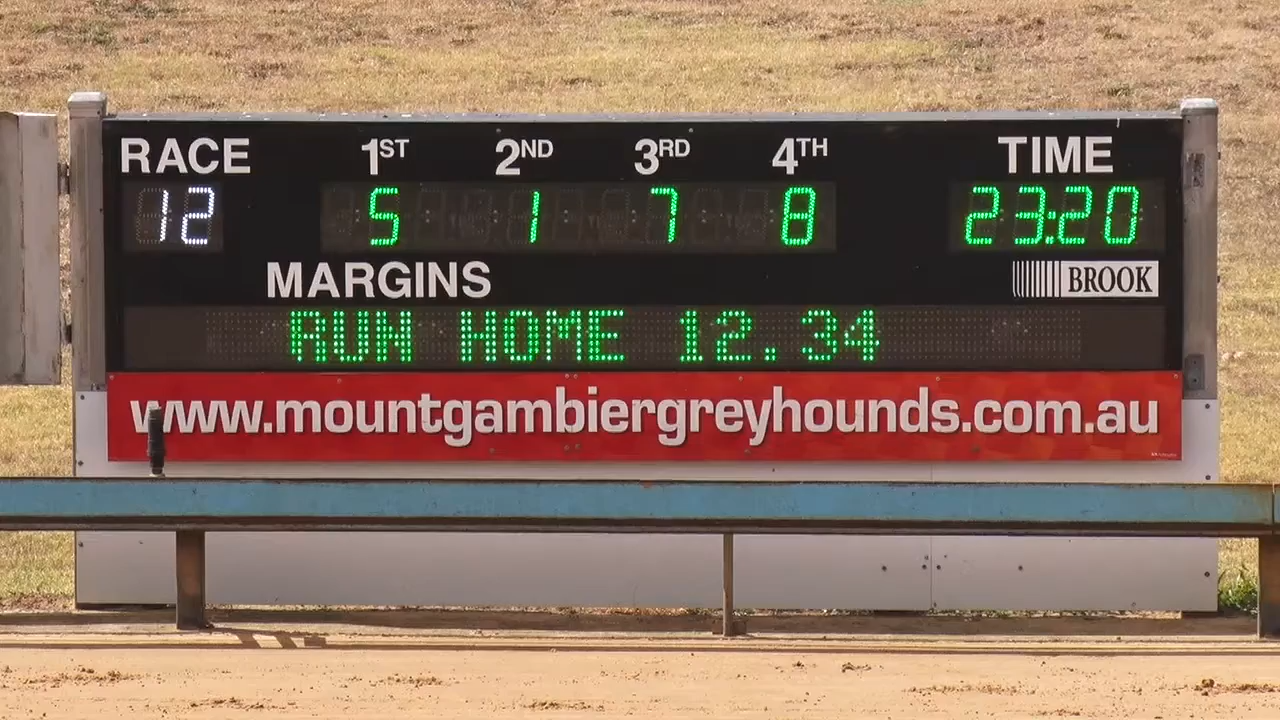 RACE 1ST 2ND 3RD 4TH TIME
12 5 1 7 8 23:20
MARGINS BROOK
RUN HOME 12.34
www.mountgambiergreyhounds.com.au